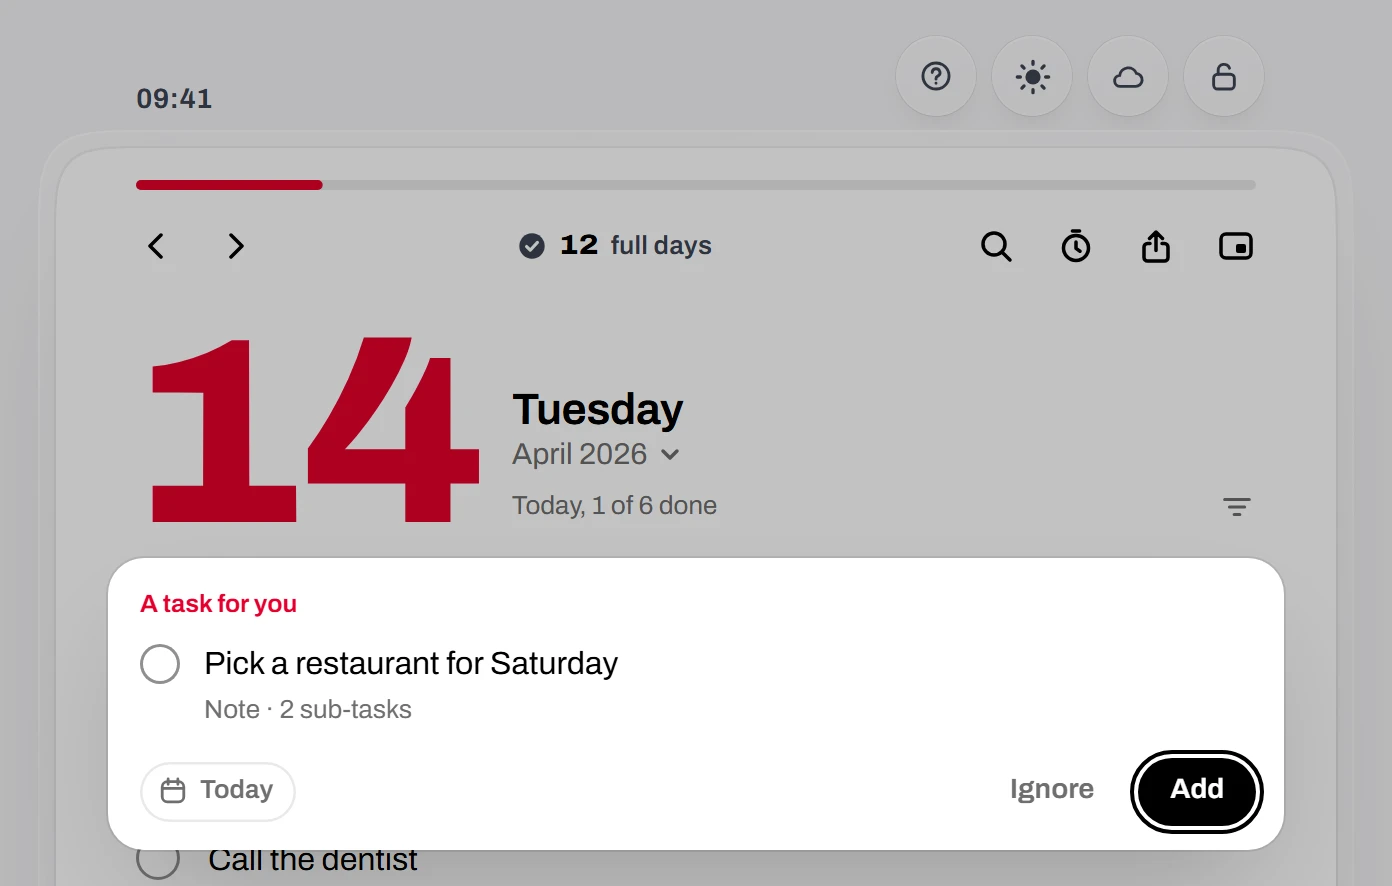 09:41
12 full days
14
Tuesday
April 2026
Today, 1 of 6 done
A task for you
Pick a restaurant for Saturday
Note · 2 sub-tasks
Today
Ignore
Add
Call the dentist